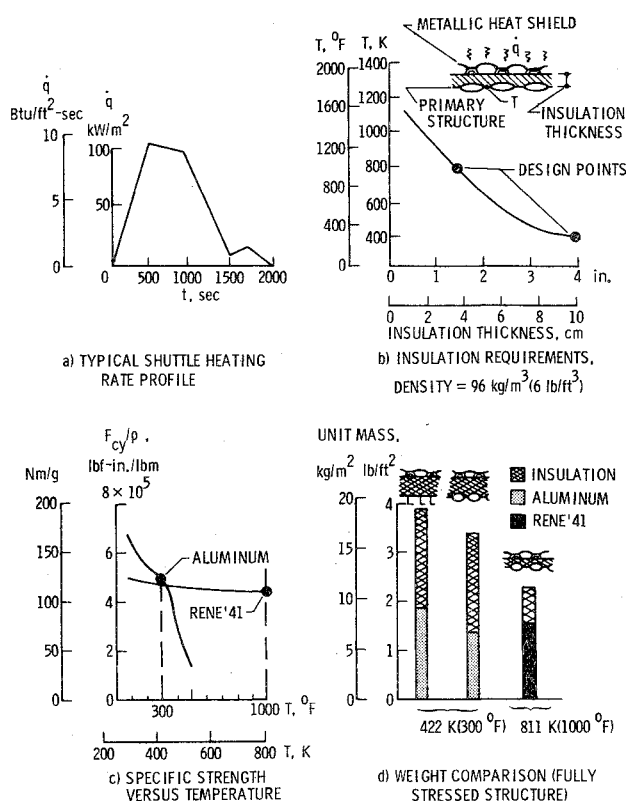 METALLIC HEAT SHIELD
q̇
Btu/ft²-sec
10
5
0
q̇
kW/m²
100
50
0 500 1000 1500 2000
t, sec
a) TYPICAL SHUTTLE HEATING
RATE PROFILE
T, °F
2000
1600
1200
800
400
0
T, K
1400
1200
1000
800
600
400
q̇
PRIMARY
STRUCTURE
T
INSULATION
THICKNESS
DESIGN POINTS
0 1 2 3 4 in.
0 2 4 6 8 10
INSULATION THICKNESS, cm
b) INSULATION REQUIREMENTS,
DENSITY = 96 kg/m³(6 lb/ft³)
F_cy/ρ ,
lbf-in./lbm
Nm/g
200
150
100
50
0
8 × 10⁵
6
4
2
0
ALUMINUM
RENE'41
300 1000 T, °F
200 400 600 800
T, K
c) SPECIFIC STRENGTH
VERSUS TEMPERATURE
UNIT MASS,
kg/m² lb/ft²
20
15
10
5
0
4
3
2
1
0
INSULATION
ALUMINUM
RENE'41
422 K(300 °F) 811 K(1000 °F)
d) WEIGHT COMPARISON (FULLY
STRESSED STRUCTURE)